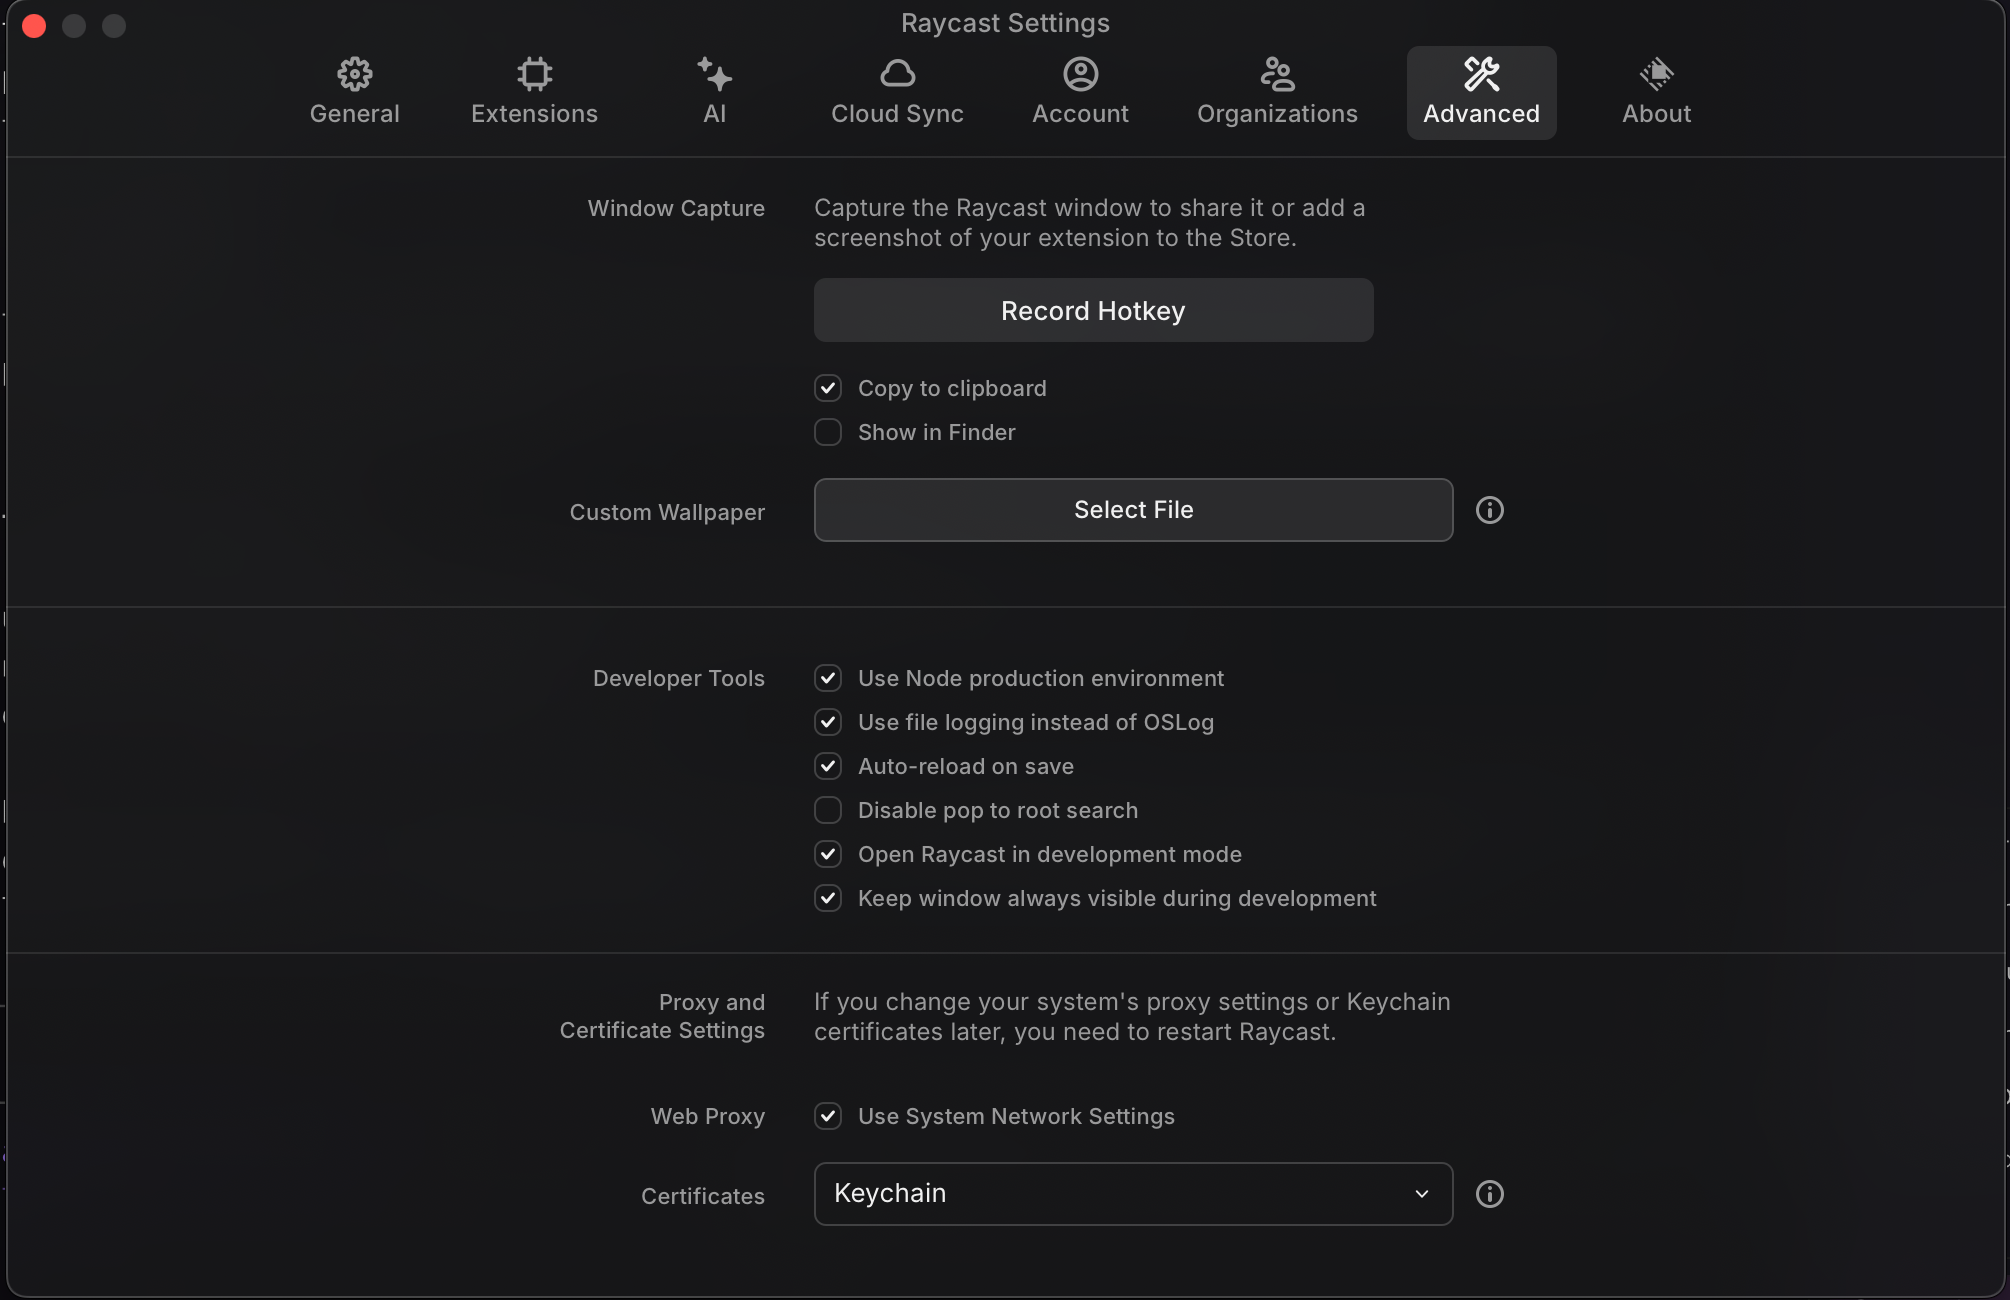 Raycast Settings
General
Extensions
AI
Cloud Sync
Account
Organizations
Advanced
About
Window Capture
Capture the Raycast window to share it or add a
screenshot of your extension to the Store.
Record Hotkey
Copy to clipboard
Show in Finder
Custom Wallpaper
Select File
Developer Tools
Use Node production environment
Use file logging instead of OSLog
Auto-reload on save
Disable pop to root search
Open Raycast in development mode
Keep window always visible during development
Proxy and
Certificate Settings
If you change your system's proxy settings or Keychain
certificates later, you need to restart Raycast.
Web Proxy
Use System Network Settings
Certificates
Keychain